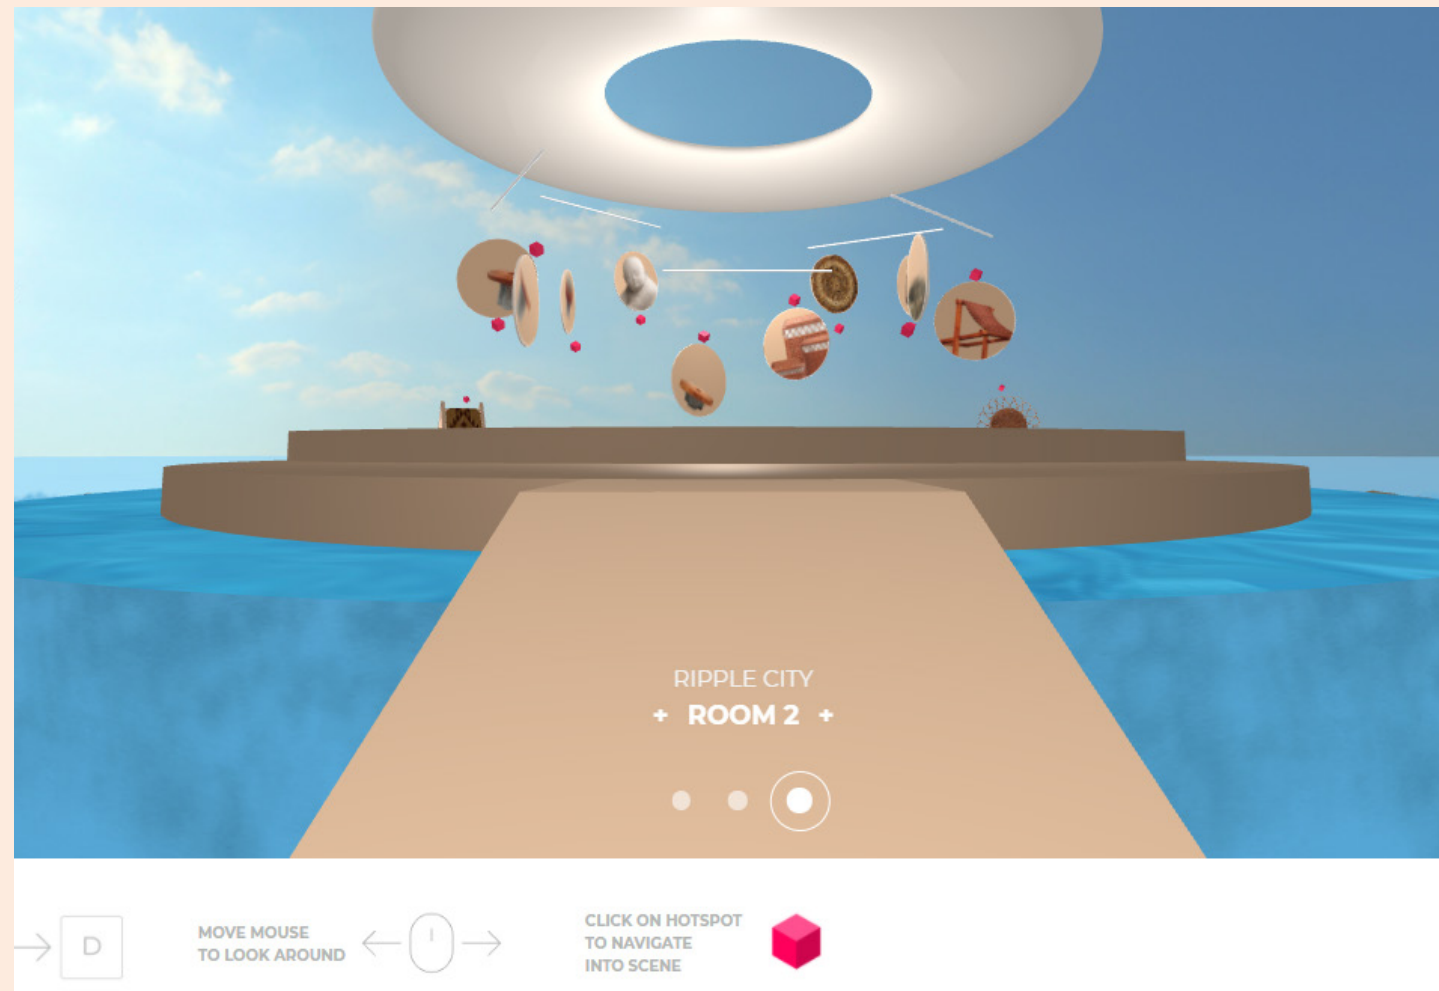 RIPPLE CITY
+ ROOM 2 +
D
MOVE MOUSE
TO LOOK AROUND
CLICK ON HOTSPOT
TO NAVIGATE
INTO SCENE